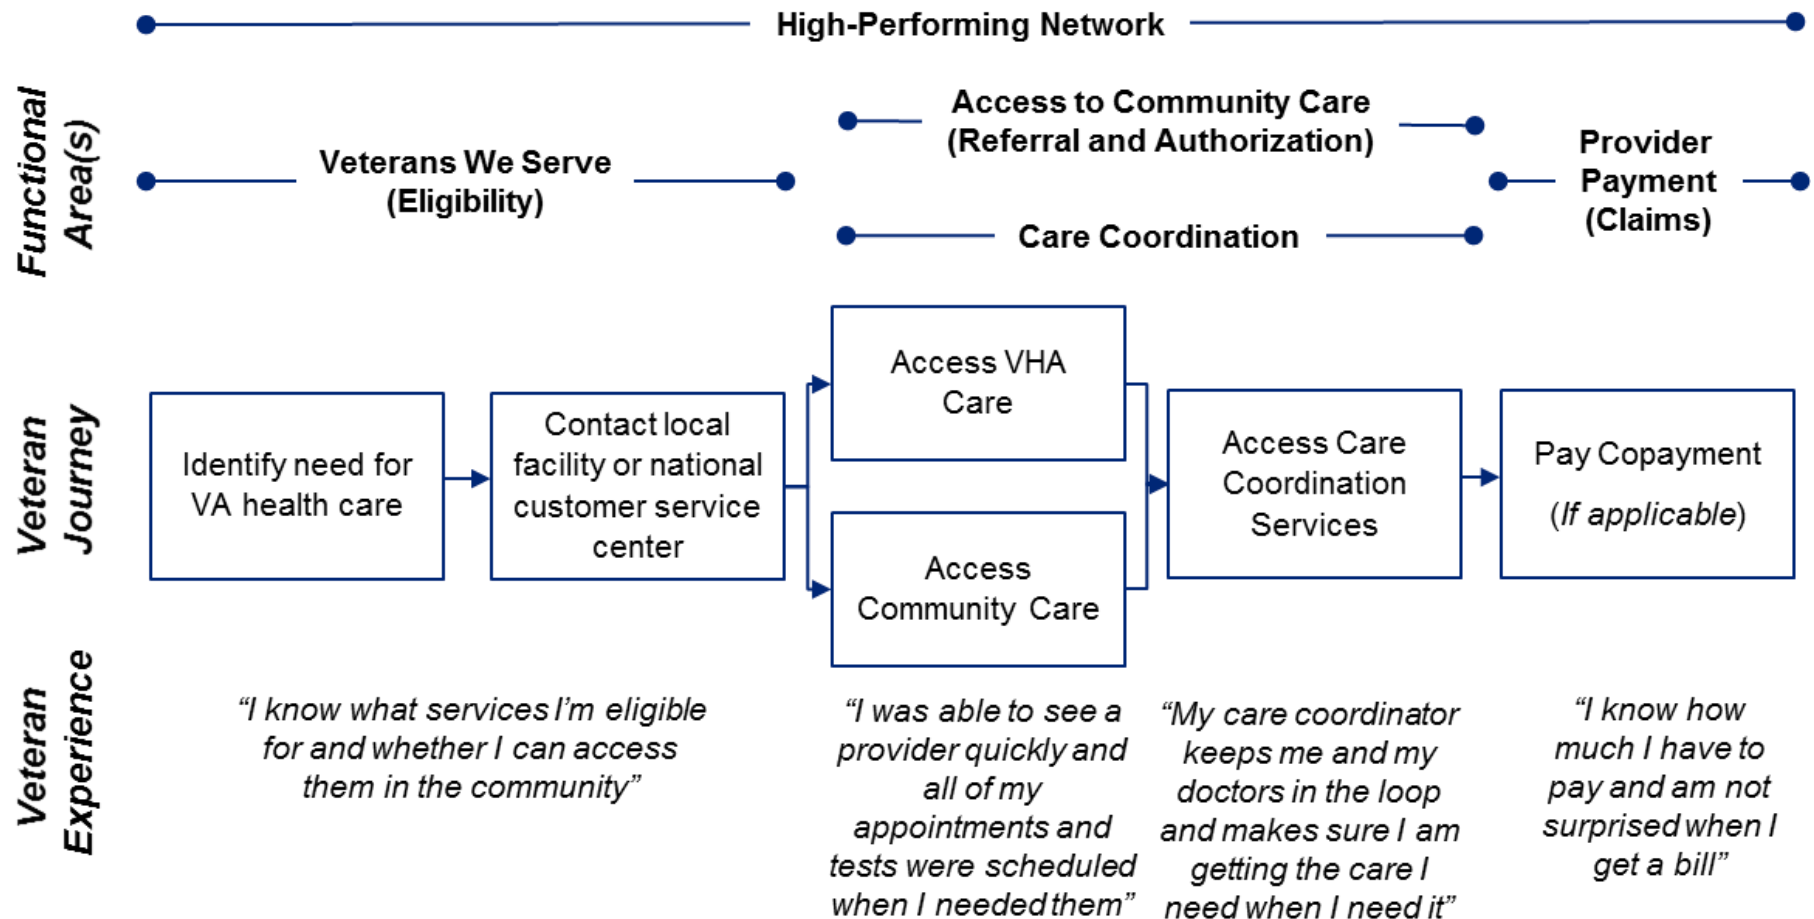 High-Performing Network
Functional
Area(s)
Access to Community Care
(Referral and Authorization)
Veterans We Serve
(Eligibility)
Provider
Payment
(Claims)
Care Coordination
Veteran
Journey
Identify need for
VA health care
Contact local
facility or national
customer service
center
Access VHA
Care
Access
Community Care
Access Care
Coordination
Services
Pay Copayment
(If applicable)
Veteran
Experience
“I know what services I’m eligible
for and whether I can access
them in the community”
“I was able to see a
provider quickly and
all of my
appointments and
tests were scheduled
when I needed them”
“My care coordinator
keeps me and my
doctors in the loop
and makes sure I am
getting the care I
need when I need it”
“I know how
much I have to
pay and am not
surprised when I
get a bill”